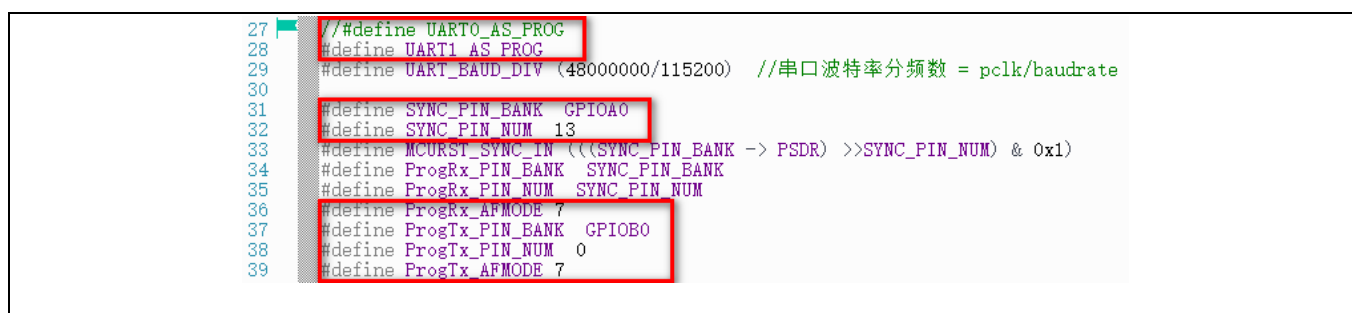 27 //#define UART0_AS_PROG
28 #define UART1_AS_PROG
29 #define UART_BAUD_DIV (48000000/115200) //串口波特率分频数 = pclk/baudrate
30
31 #define SYNC_PIN_BANK GPIOA0
32 #define SYNC_PIN_NUM 13
33 #define MCURST_SYNC_IN (((SYNC_PIN_BANK -> PSDR) >>SYNC_PIN_NUM) & 0x1)
34 #define ProgRx_PIN_BANK SYNC_PIN_BANK
35 #define ProgRx_PIN_NUM SYNC_PIN_NUM
36 #define ProgRx_AFMODE 7
37 #define ProgTx_PIN_BANK GPIOB0
38 #define ProgTx_PIN_NUM 0
39 #define ProgTx_AFMODE 7